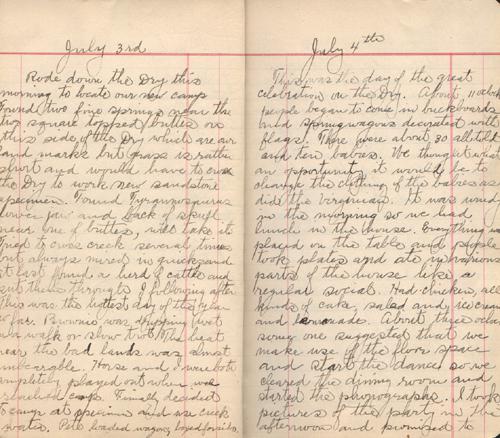 July 3rd
Rode down the Dry this
morning to locate our new camp
Found two fine springs near the
two square topped buttes on
this side of the Dry which are our
land marks but grass is rather
short and would have to cross
the Dry to work new sandstone
specimen. Found Tyrannosaurus
lower jaw and back of skull
near one of buttes, will take it
Tried to cross creek several times
but always mired in quicksand
at last found a herd of cattle and
sent them through I following after
This was the hottest day of the year
so far. Brownie was dripping just
walk or slow trot. The heat
near the bad lands was almost
unbearable. Horse and I were both
completely played out when we
reached camp. Finally decided
to camp at specimen and use creek
water. Pete loaded wagon, boxed fossils.
July 4th
This was the day of the great
celebration on the Dry. About 11 oclock
people began to come in buckboards
and spring wagons decorated with
flags. There were about 30 all told
and ten babies. We thought what
an opportunity it would be to
change the clothing of the babies as
did the Virginian. It was windy
in the morning so we had
lunch in the house. Everything was
placed on the table and people
took plates and ate in various
parts of the house like a
regular social. Had chicken, all
kinds of cake, salad and ice cream
and lemonade. About three oclock
some one suggested that we
make use of the floor space
and start the dance so we
cleared the dining room and
started the phonograph. I took
pictures of the party in the
afternoon and promised to